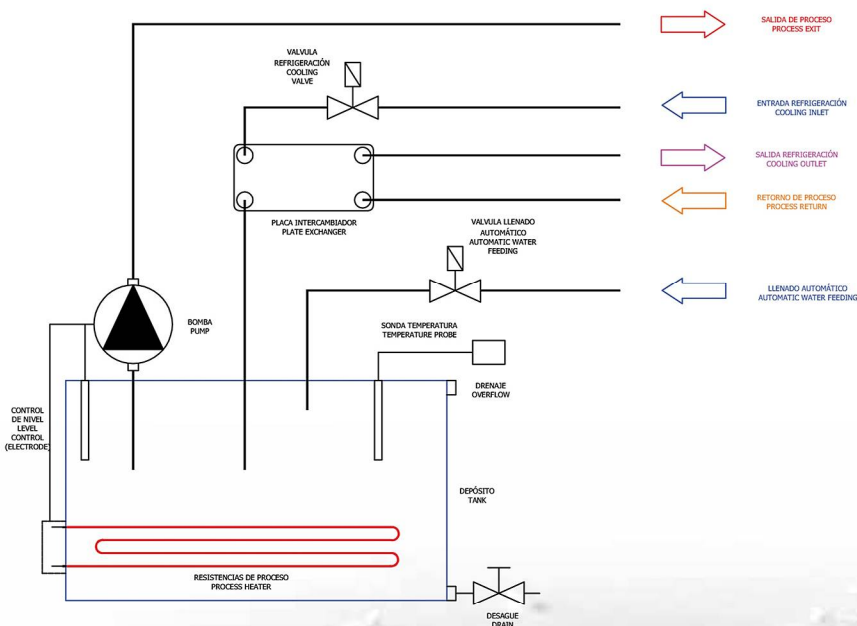 SALIDA DE PROCESO
PROCESS EXIT
VALVULA
REFRIGERACIÓN
COOLING
VALVE
ENTRADA REFRIGERACIÓN
COOLING INLET
SALIDA REFRIGERACIÓN
COOLING OUTLET
RETORNO DE PROCESO
PROCESS RETURN
PLACA INTERCAMBIADOR
PLATE EXCHANGER
VALVULA LLENADO
AUTOMÁTICO
AUTOMATIC WATER
FEEDING
LLENADO AUTOMÁTICO
AUTOMATIC WATER FEEDING
BOMBA
PUMP
SONDA TEMPERATURA
TEMPERATURE PROBE
DRENAJE
OVERFLOW
CONTROL
DE NIVEL
LEVEL
CONTROL
(ELECTRODE)
DEPÓSITO
TANK
RESISTENCIAS DE PROCESO
PROCESS HEATER
DESAGUE
DRAIN